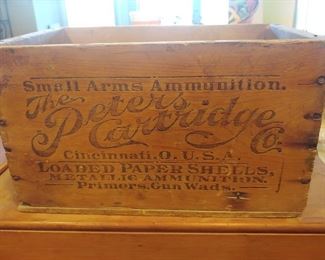 Small Arms Ammunition.
The
Peters
Cartridge
Co.
Cincinnati, O. U.S.A.
LOADED PAPER SHELLS,
METALLIC AMMUNITION.
Primers, Gun Wads.